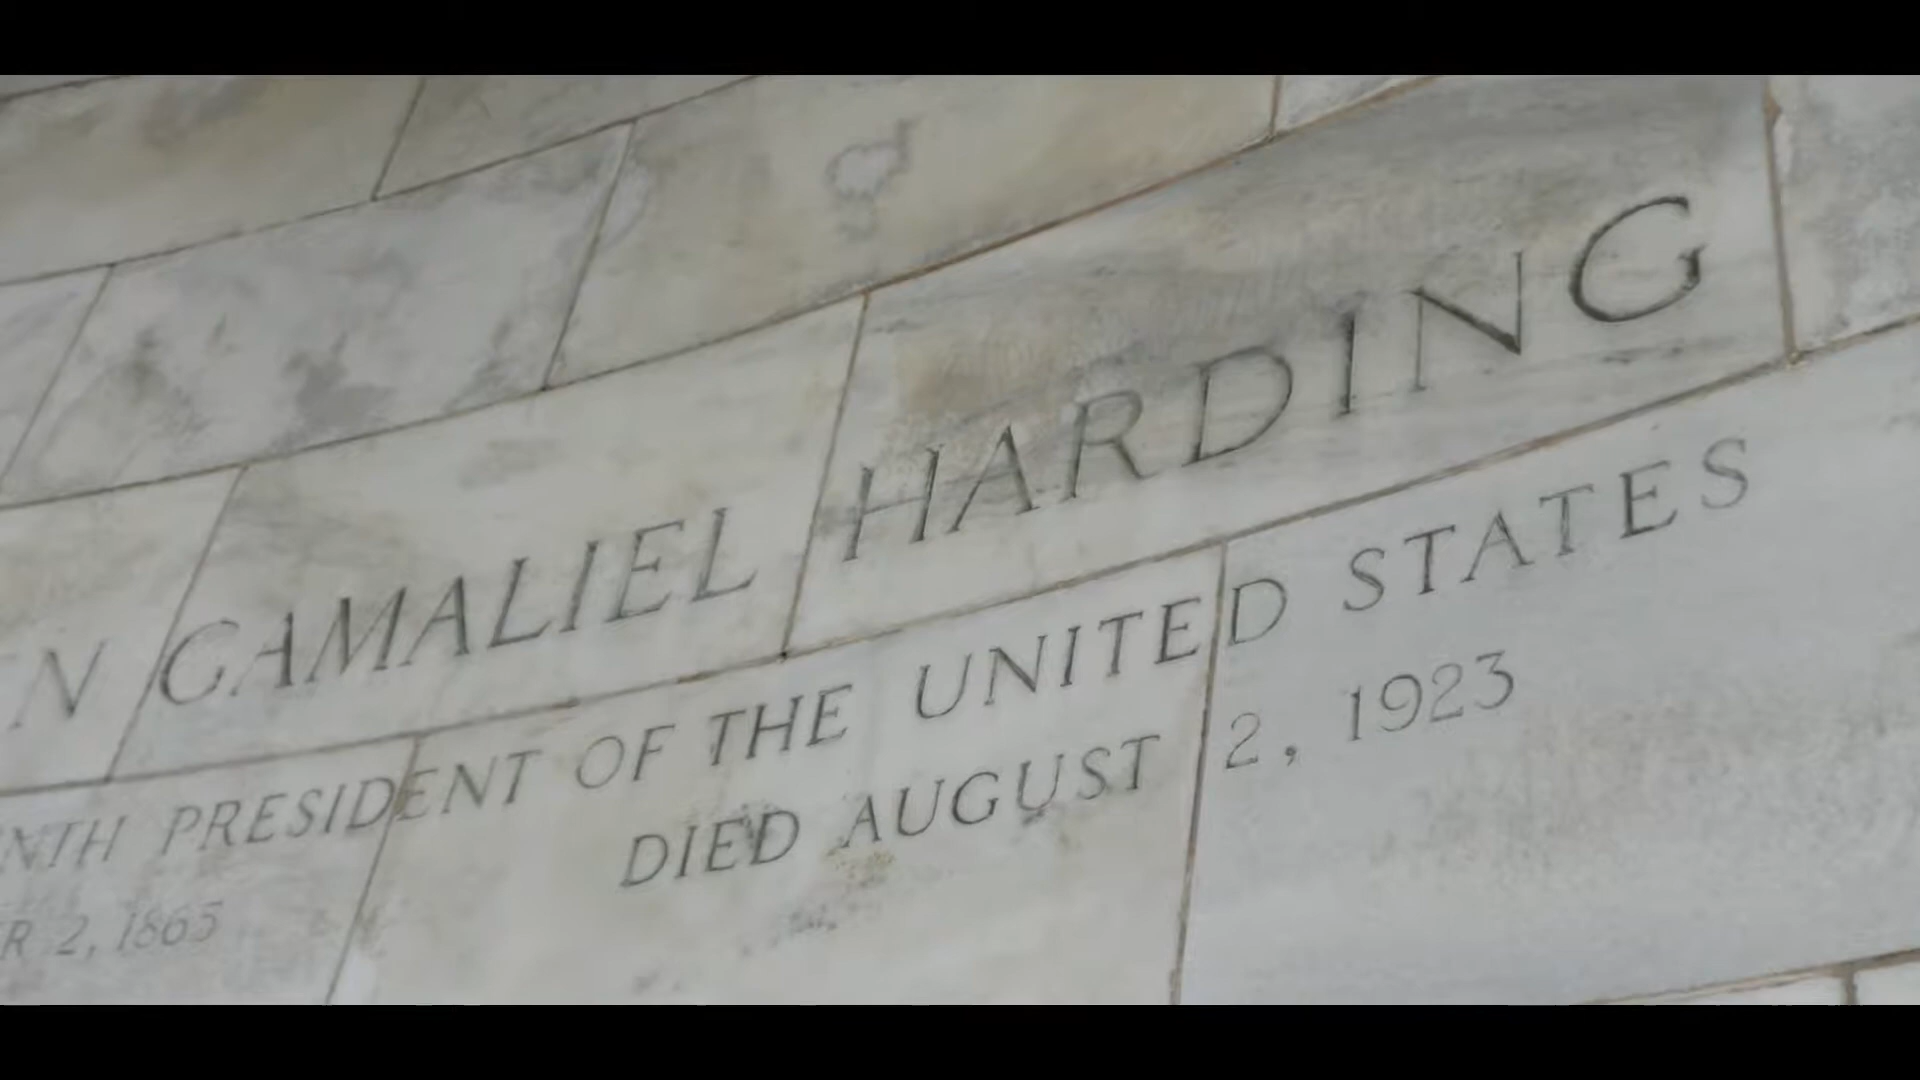 N GAMALIEL HARDING
NTH PRESIDENT OF THE UNITED STATES
R 2, 1865 DIED AUGUST 2, 1923